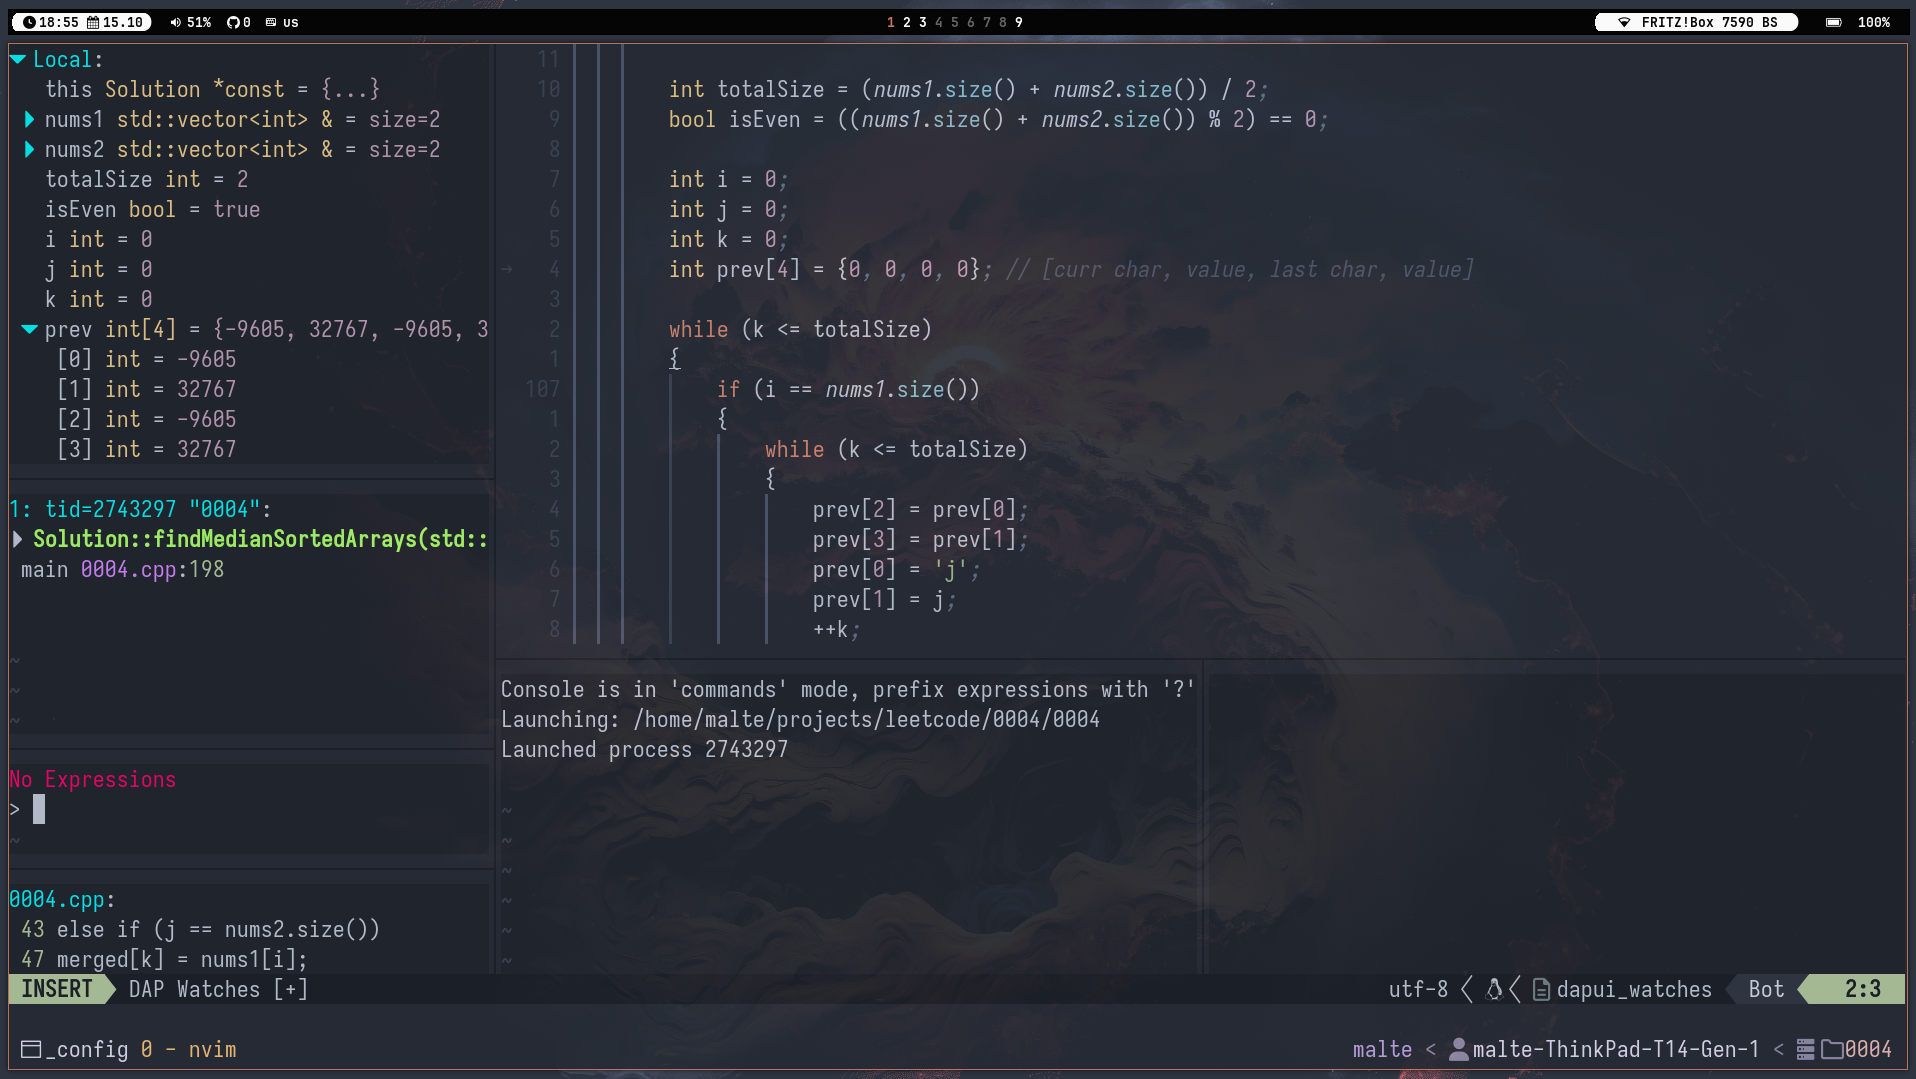 18:55 15.10 51% 0 us 1 2 3 4 5 6 7 8 9 FRITZ!Box 7590 BS 100%
Local:
this Solution *const = {...}
nums1 std::vector<int> & = size=2
nums2 std::vector<int> & = size=2
totalSize int = 2
isEven bool = true
i int = 0
j int = 0
k int = 0
prev int[4] = {-9605, 32767, -9605, 3
[0] int = -9605
[1] int = 32767
[2] int = -9605
[3] int = 32767
1: tid=2743297 "0004":
Solution::findMedianSortedArrays(std::
main 0004.cpp:198
~
~
~
No Expressions
>
~
0004.cpp:
43 else if (j == nums2.size())
47 merged[k] = nums1[i];
11
10 int totalSize = (nums1.size() + nums2.size()) / 2;
9 bool isEven = ((nums1.size() + nums2.size()) % 2) == 0;
8
7 int i = 0;
6 int j = 0;
5 int k = 0;
→ 4 int prev[4] = {0, 0, 0, 0}; // [curr char, value, last char, value]
3
2 while (k <= totalSize)
1 {
107 if (i == nums1.size())
1 {
2 while (k <= totalSize)
3 {
4 prev[2] = prev[0];
5 prev[3] = prev[1];
6 prev[0] = 'j';
7 prev[1] = j;
8 ++k;
Console is in 'commands' mode, prefix expressions with '?'
Launching: /home/malte/projects/leetcode/0004/0004
Launched process 2743297
~
~
~
~
~
~
INSERT DAP Watches [+] utf-8 dapui_watches Bot 2:3
_config 0 - nvim malte < malte-ThinkPad-T14-Gen-1 < 0004